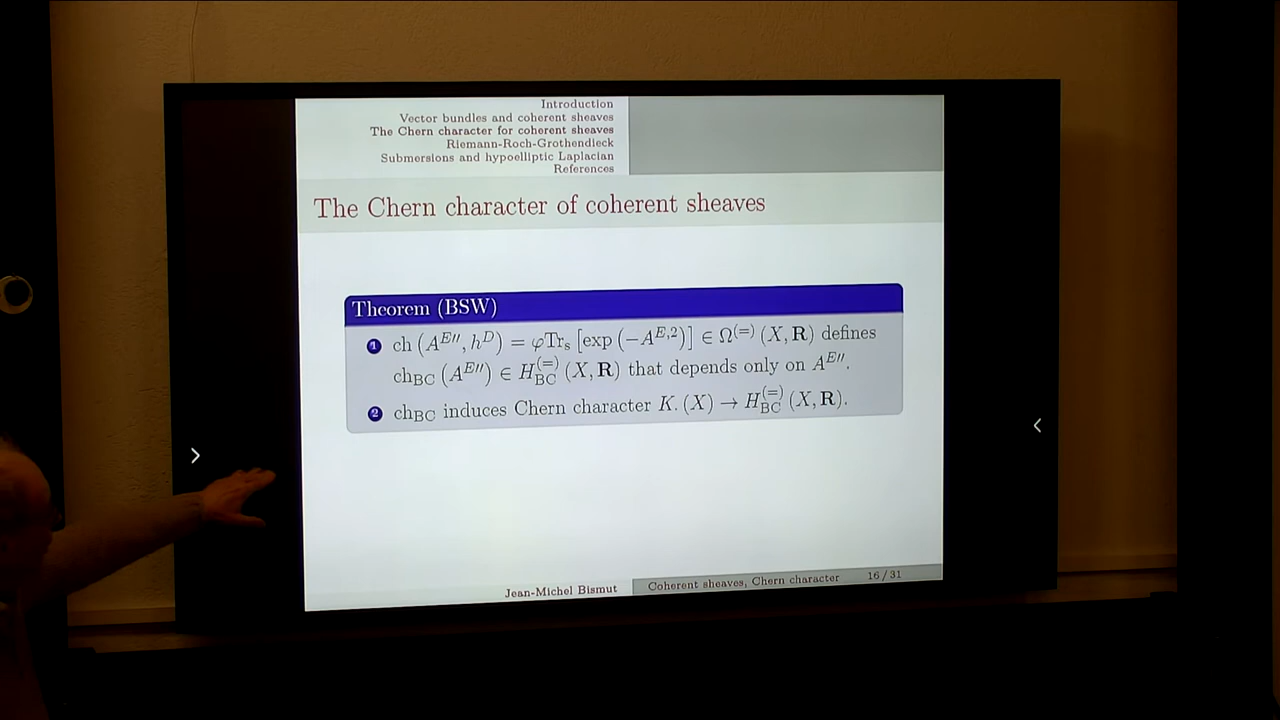 Introduction
Vector bundles and coherent sheaves
The Chern character for coherent sheaves
Riemann-Roch-Grothendieck
Submersions and hypoelliptic Laplacian
References
The Chern character of coherent sheaves
Theorem (BSW)
1 ch (A^{E″}, h^D) = φTr_s [exp (−A^{E,2})] ∈ Ω^{(=)} (X, R) defines
ch_BC (A^{E″}) ∈ H^{(=)}_BC (X, R) that depends only on A^{E″}.
2 ch_BC induces Chern character K. (X) → H^{(=)}_BC (X, R).
Jean-Michel Bismut
Coherent sheaves, Chern character
16 / 31